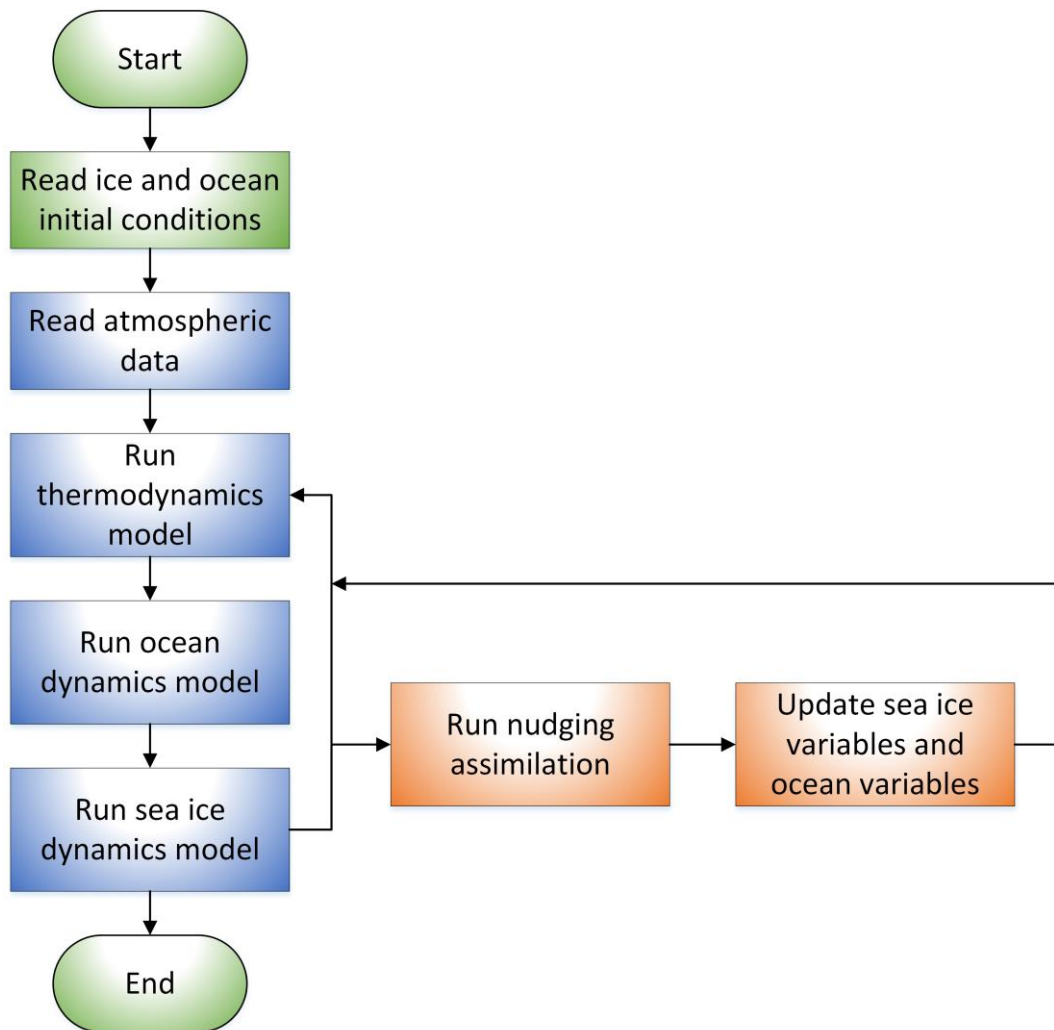 Start
Read ice and ocean
initial conditions
Read atmospheric
data
Run
thermodynamics
model
Run ocean
dynamics model
Run sea ice
dynamics model
End
Run nudging
assimilation
Update sea ice
variables and
ocean variables